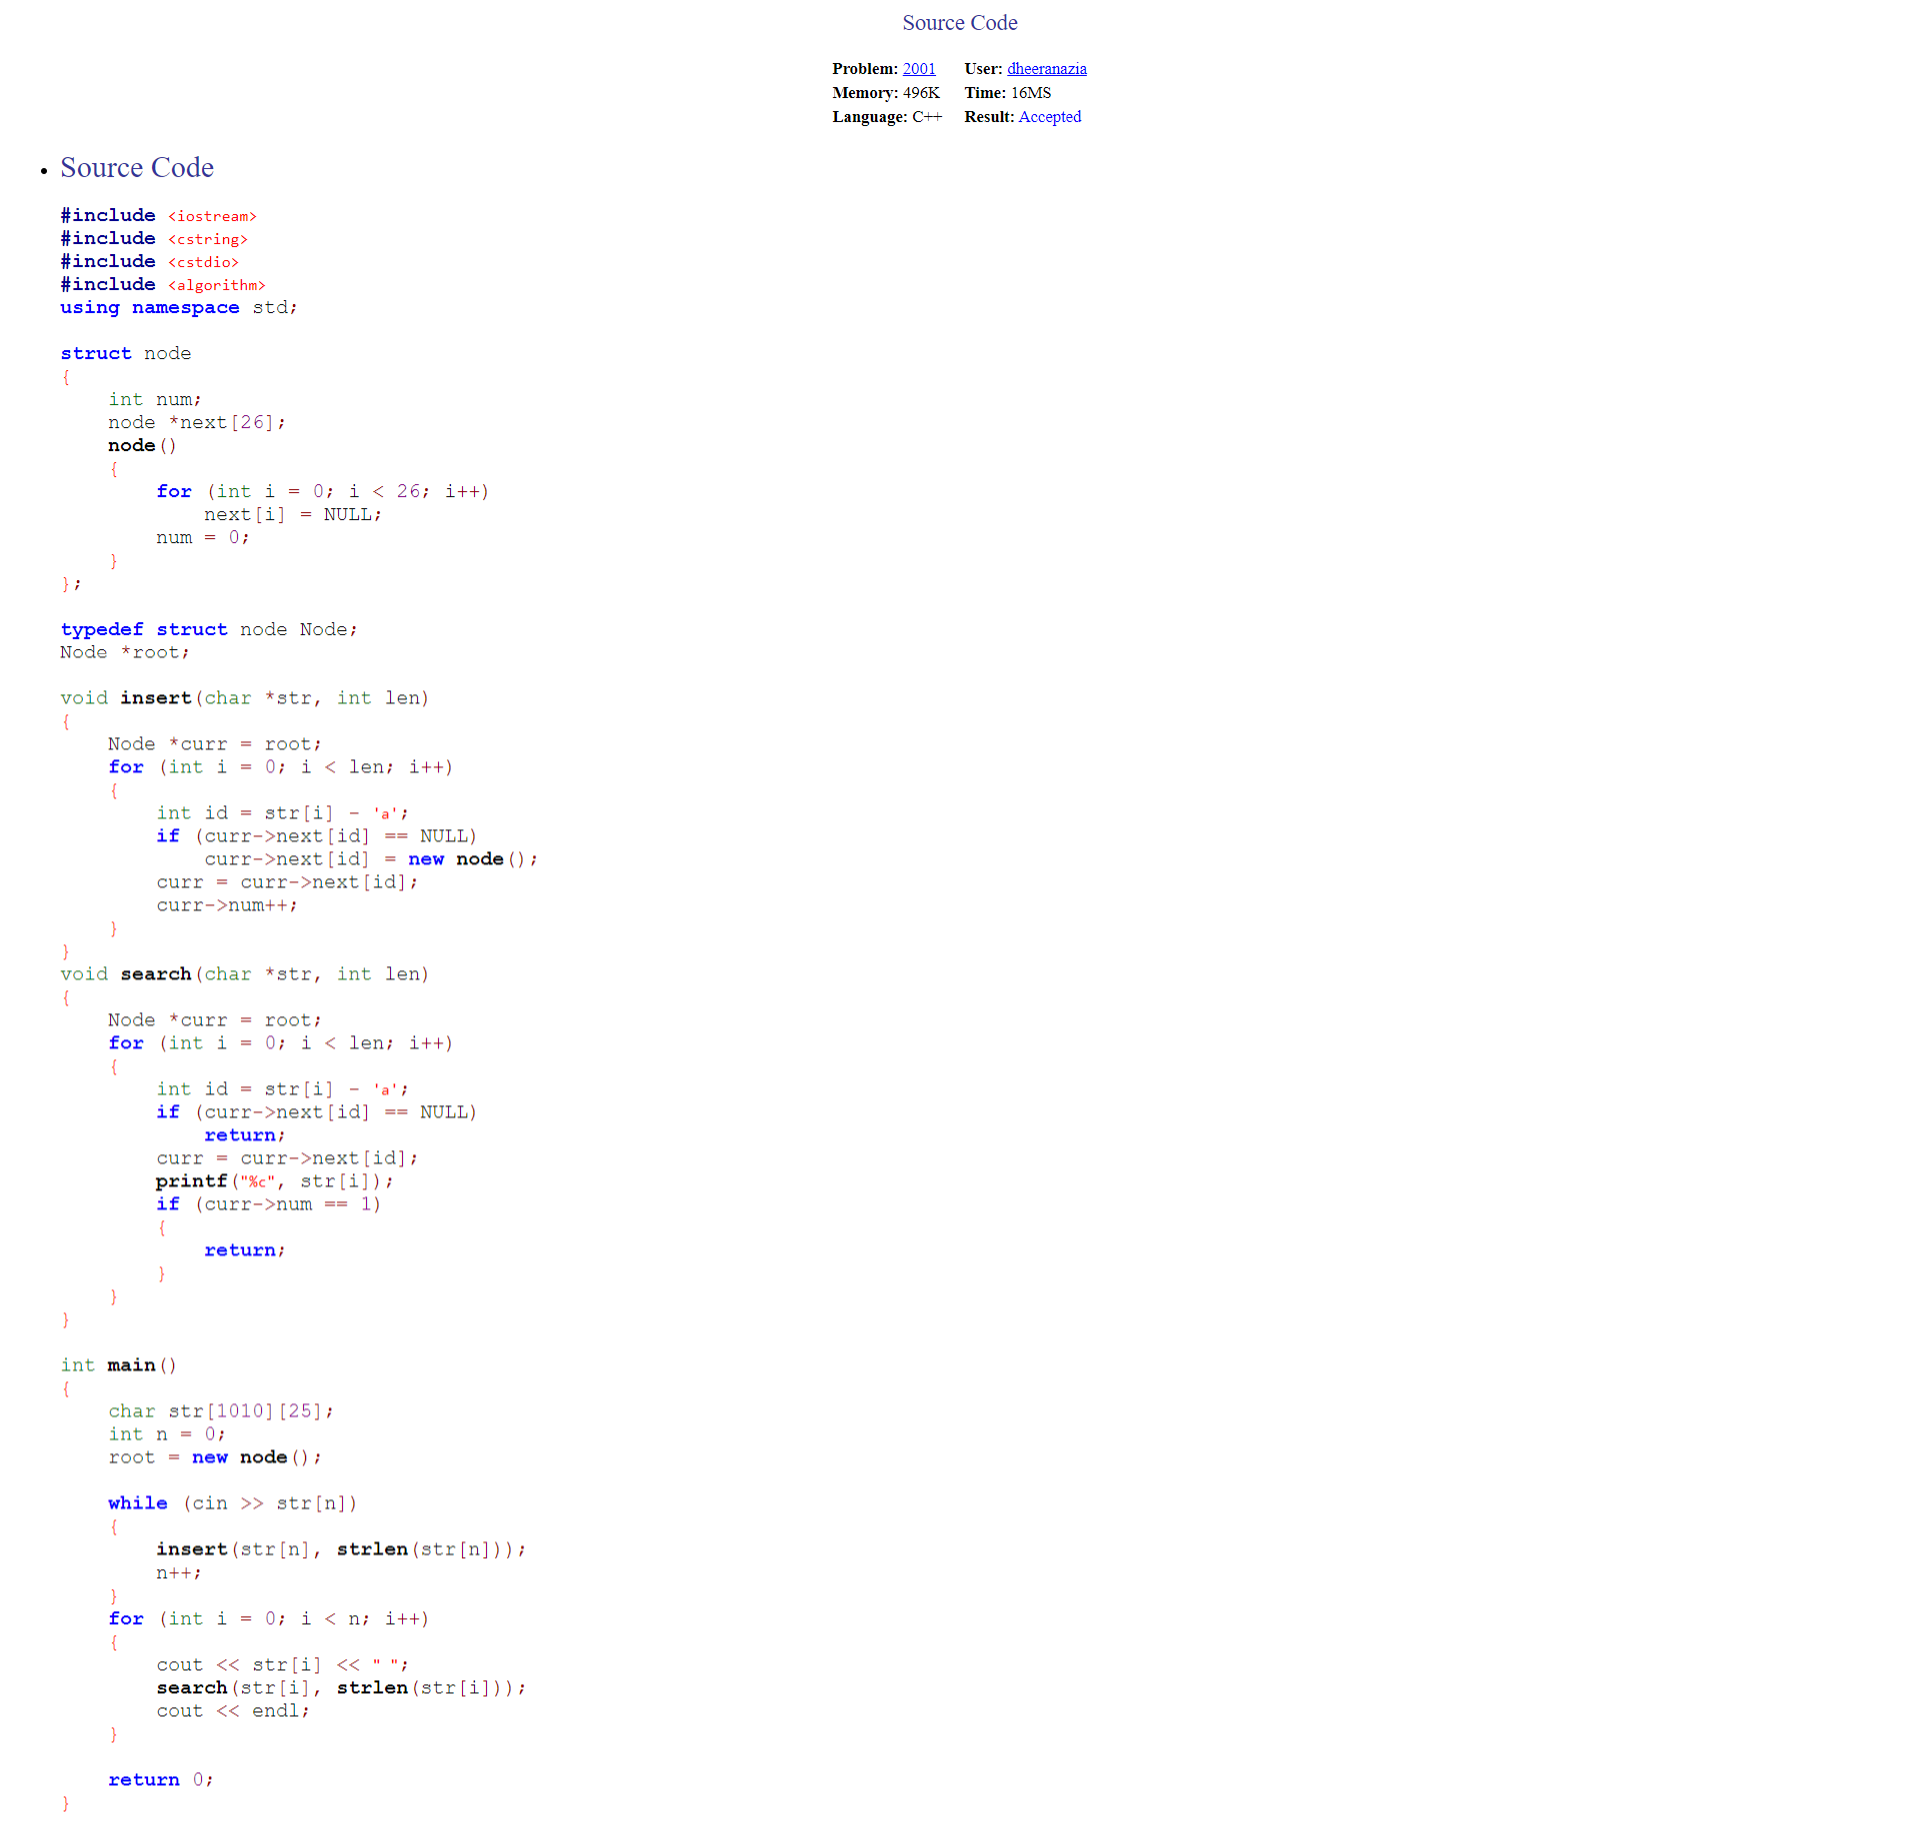 Source Code
Problem: 2001 User: dheeranazia
Memory: 496K Time: 16MS
Language: C++ Result: Accepted
• Source Code
#include <iostream>
#include <cstring>
#include <cstdio>
#include <algorithm>
using namespace std;

struct node
{
    int num;
    node *next[26];
    node()
    {
        for (int i = 0; i < 26; i++)
            next[i] = NULL;
        num = 0;
    }
};

typedef struct node Node;
Node *root;

void insert(char *str, int len)
{
    Node *curr = root;
    for (int i = 0; i < len; i++)
    {
        int id = str[i] - 'a';
        if (curr->next[id] == NULL)
            curr->next[id] = new node();
        curr = curr->next[id];
        curr->num++;
    }
}
void search(char *str, int len)
{
    Node *curr = root;
    for (int i = 0; i < len; i++)
    {
        int id = str[i] - 'a';
        if (curr->next[id] == NULL)
            return;
        curr = curr->next[id];
        printf("%c", str[i]);
        if (curr->num == 1)
        {
            return;
        }
    }
}

int main()
{
    char str[1010][25];
    int n = 0;
    root = new node();

    while (cin >> str[n])
    {
        insert(str[n], strlen(str[n]));
        n++;
    }
    for (int i = 0; i < n; i++)
    {
        cout << str[i] << " ";
        search(str[i], strlen(str[i]));
        cout << endl;
    }

    return 0;
}